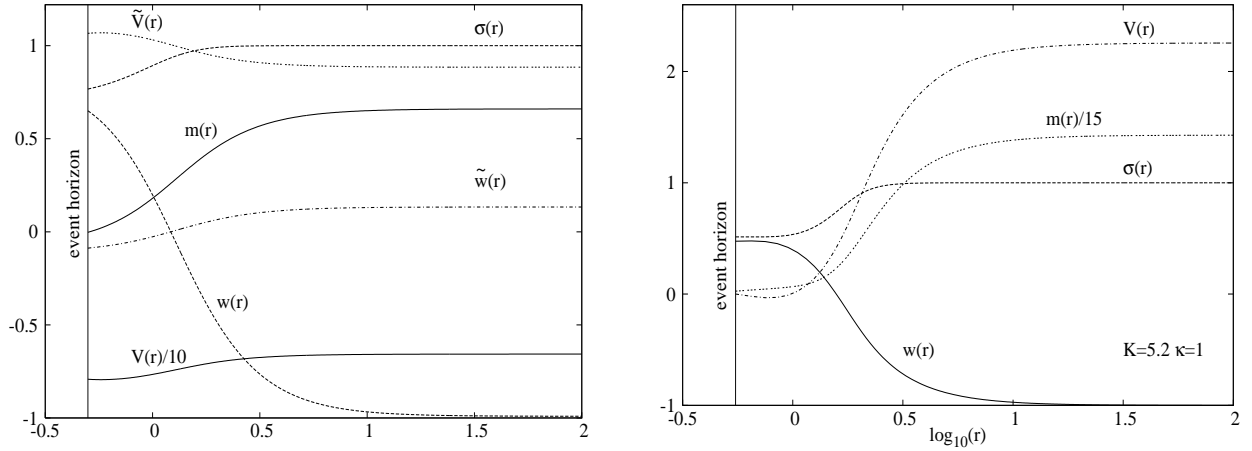 Ṽ(r)
σ(r)
m(r)
w̃(r)
w(r)
V(r)/10
event horizon
1
0.5
0
-0.5
-1
-0.5
0
0.5
1
1.5
2
V(r)
m(r)/15
σ(r)
w(r)
K=5.2 κ=1
event horizon
2
1
0
-1
-0.5
0
0.5
1
1.5
2
log10(r)